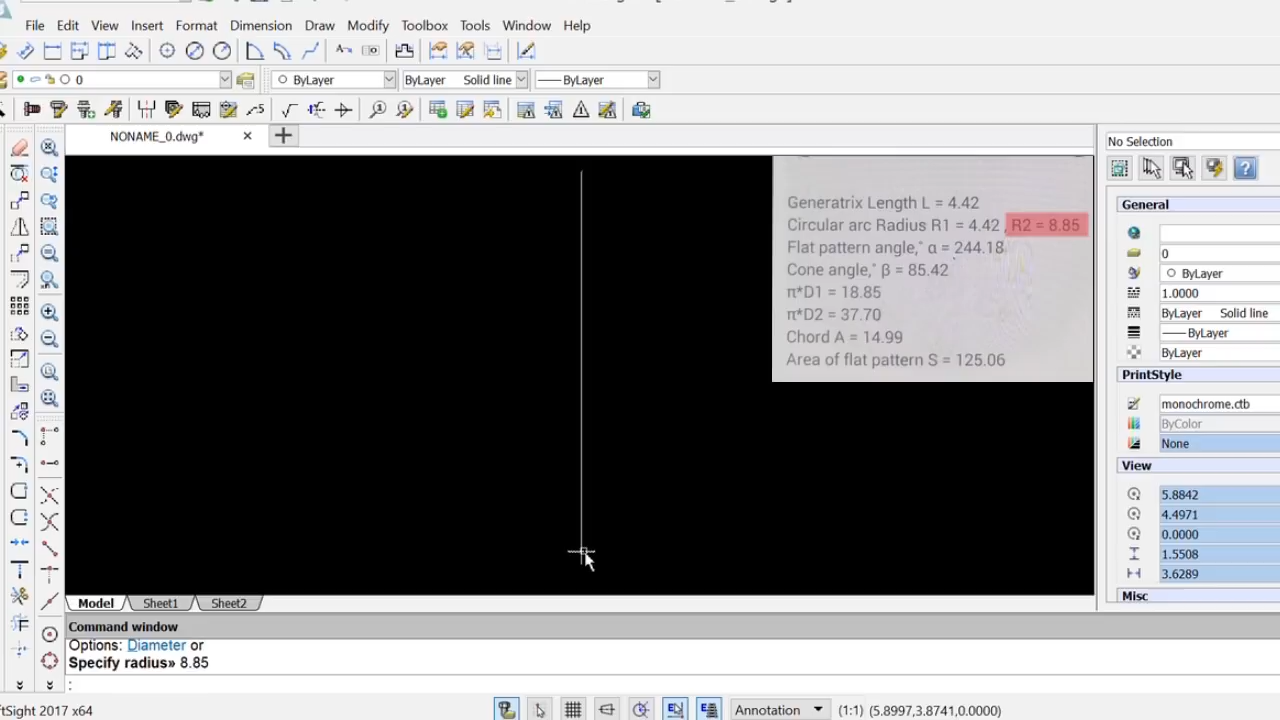 File Edit View Insert Format Dimension Draw Modify Toolbox Tools Window Help
0 ByLayer ByLayer Solid line ByLayer
NONAME_0.dwg*
No Selection
General
Generatrix Length L = 4.42
Circular arc Radius R1 = 4.42 , R2 = 8.85
Flat pattern angle,° α = 244.18
Cone angle,° β = 85.42
π*D1 = 18.85
π*D2 = 37.70
Chord A = 14.99
Area of flat pattern S = 125.06
0
ByLayer
1.0000
ByLayer Solid line
ByLayer
ByLayer
PrintStyle
monochrome.ctb
ByColor
None
View
5.8842
4.4971
0.0000
1.5508
3.6289
Misc
Model Sheet1 Sheet2
Command window
Options: Diameter or
Specify radius» 8.85
:
ftSight 2017 x64
Annotation (1:1) (5.8997,3.8741,0.0000)